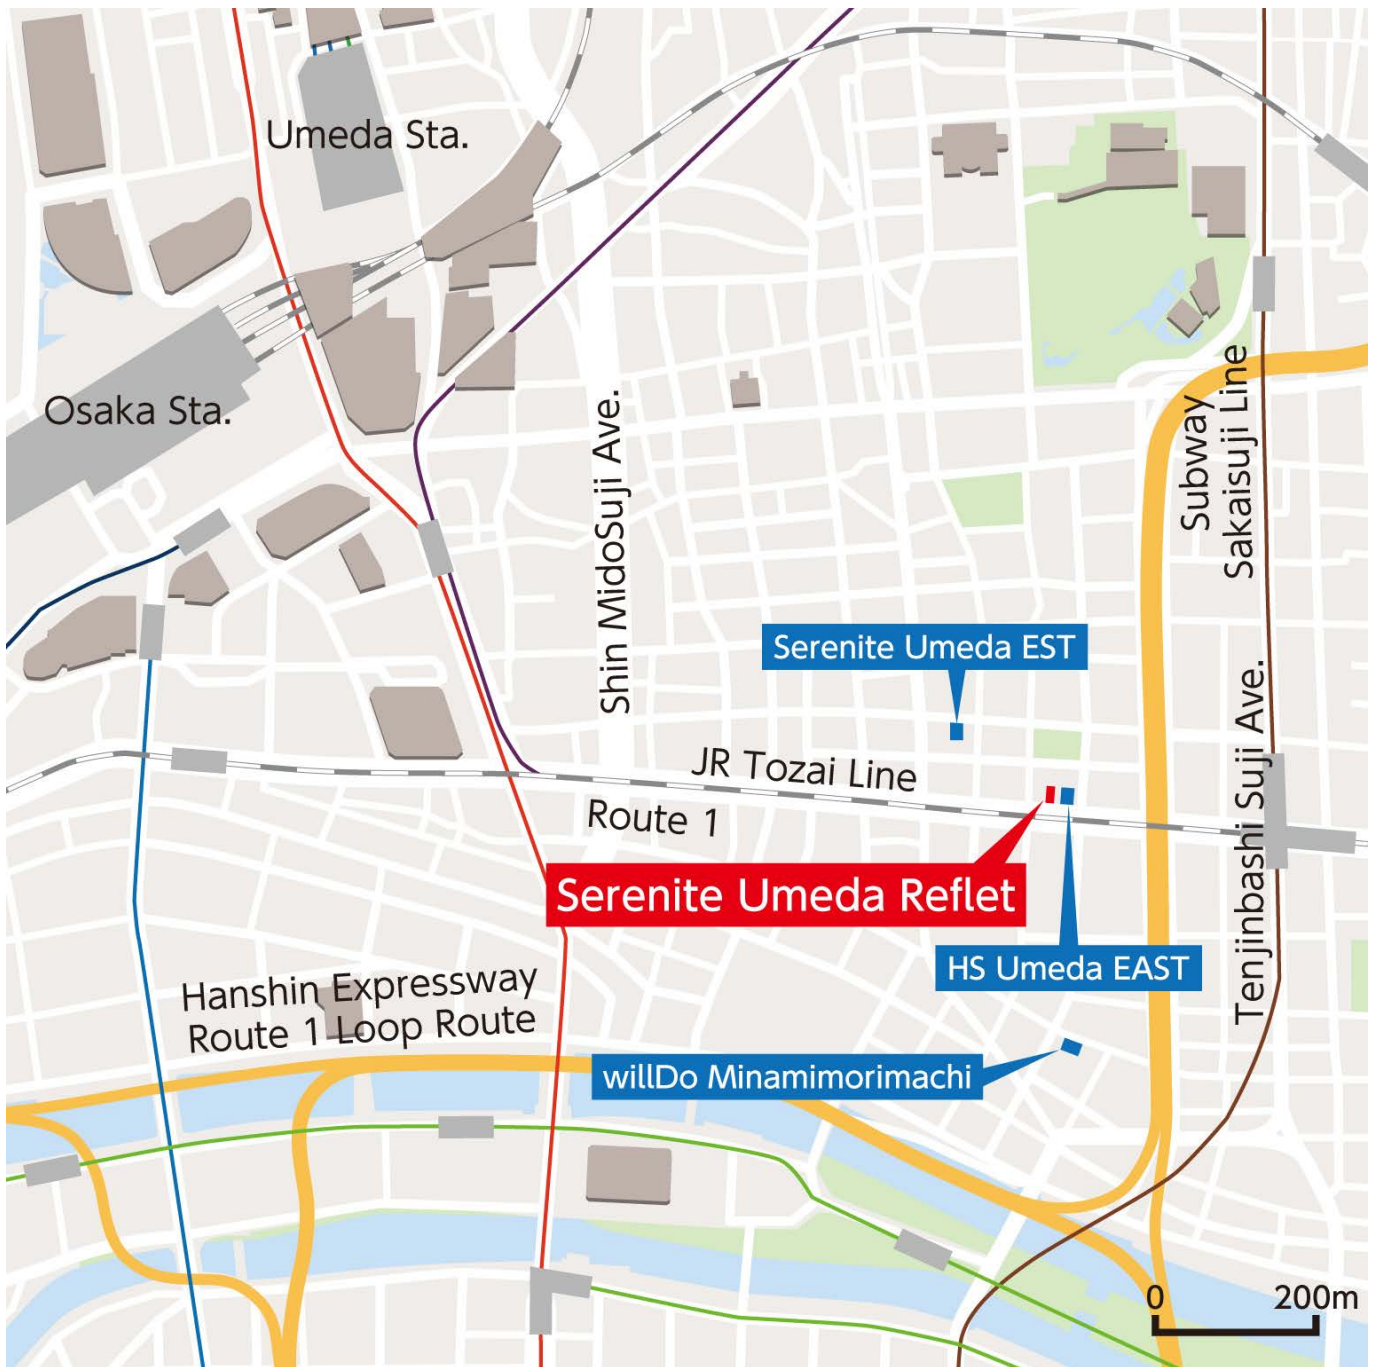 Umeda Sta.
Osaka Sta.
Shin MidoSuji Ave.
Subway
Sakaisuji Line
Serenite Umeda EST
Tenjinbashi Suji Ave.
JR Tozai Line
Route 1
Serenite Umeda Reflet
HS Umeda EAST
Hanshin Expressway
Route 1 Loop Route
willDo Minamimorimachi
0 200m